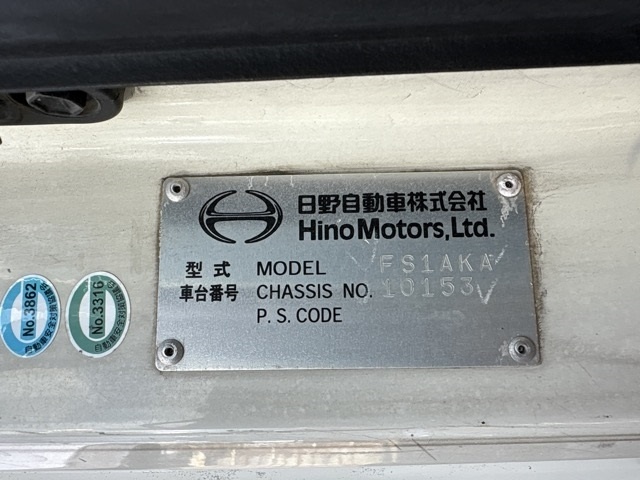 日野自動車株式会社
Hino Motors, Ltd.
型式 MODEL FS1AKA
車台番号 CHASSIS NO. 10153
P. S. CODE
No.3862
No.3316